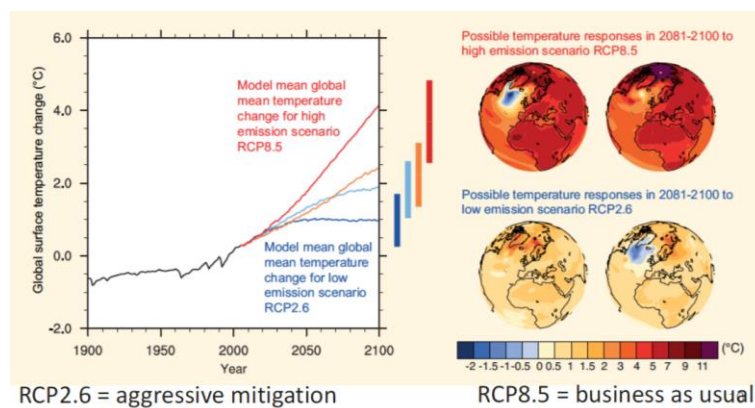 6.0
4.0
2.0
0.0
-2.0
Global surface temperature change (°C)
1900
1950
2000
2050
2100
Year
Model mean global
mean temperature
change for high
emission scenario
RCP8.5
Model mean global
mean temperature
change for low
emission scenario
RCP2.6
Possible temperature responses in 2081-2100 to
high emission scenario RCP8.5
Possible temperature responses in 2081-2100 to
low emission scenario RCP2.6
(°C)
-2 -1.5 -1 -0.5 0 0.5 1 1.5 2 3 4 5 7 9 11
RCP2.6 = aggressive mitigation
RCP8.5 = business as usual